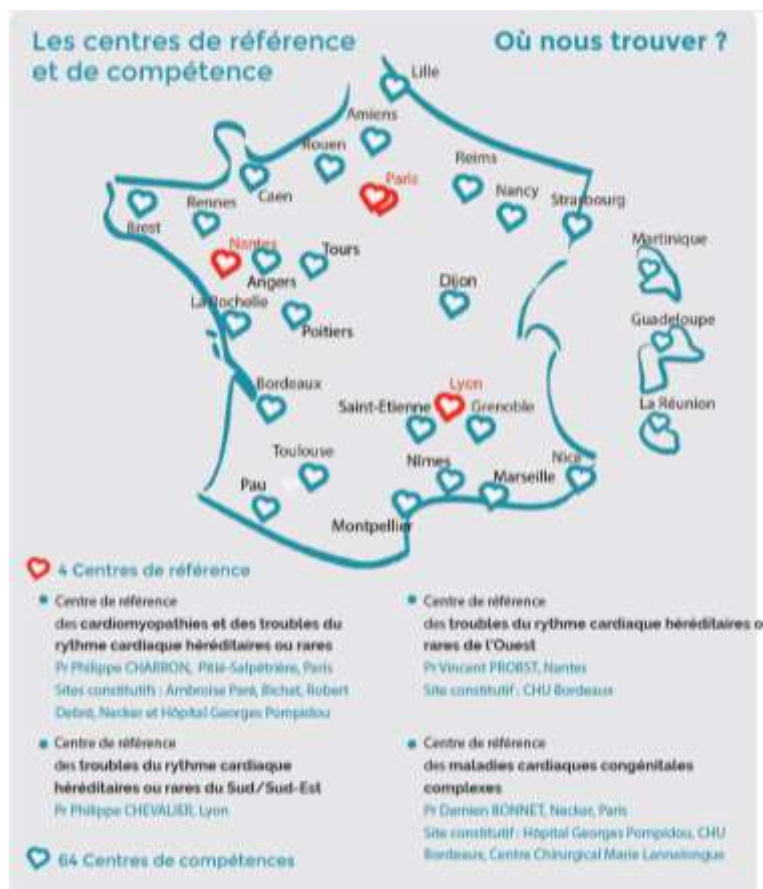 Les centres de référence
et de compétence
Où nous trouver ?
Lille
Amiens
Rouen
Paris
Reims
Nancy
Strasbourg
Caen
Rennes
Brest
Nantes
Angers
Tours
La Rochelle
Poitiers
Dijon
Martinique
Guadeloupe
La Réunion
Bordeaux
Lyon
Saint-Etienne
Grenoble
Toulouse
Pau
Nîmes
Marseille
Nice
Montpellier
4 Centres de référence
Centre de référence
des cardiomyopathies et des troubles du
rythme cardiaque héréditaires ou rares
Pr Philippe CHARRON, Pitié-Salpêtrière, Paris
Sites constitutifs : Ambroise Paré, Bichat, Robert
Debré, Necker et Hôpital Georges Pompidou
Centre de référence
des troubles du rythme cardiaque
héréditaires ou rares du Sud/Sud-Est
Pr Philippe CHEVALIER, Lyon
Centre de référence
des troubles du rythme cardiaque héréditaires o
rares de l'Ouest
Pr Vincent PROBST, Nantes
Site constitutif : CHU Bordeaux
Centre de référence
des maladies cardiaques congénitales
complexes
Pr Damien BONNET, Necker, Paris
Site constitutif : Hôpital Georges Pompidou, CHU
Bordeaux, Centre Chirurgical Marie Lannelongue
64 Centres de compétences